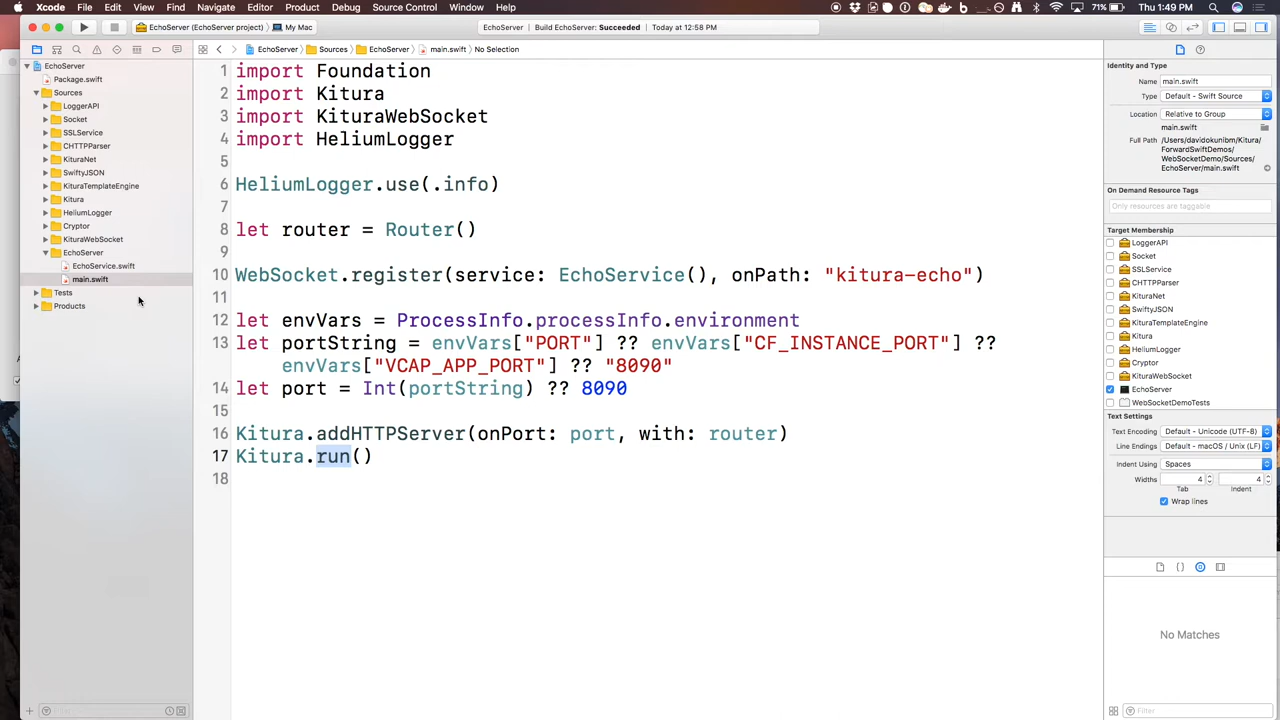 Xcode File Edit View Find Navigate Editor Product Debug Source Control Window Help
71% Thu 1:49 PM
EchoServer (EchoServer project) My Mac
EchoServer Build EchoServer: Succeeded Today at 12:58 PM
EchoServer Sources EchoServer main.swift No Selection
EchoServer
Package.swift
Sources
LoggerAPI
Socket
SSLService
CHTTPParser
KituraNet
SwiftyJSON
KituraTemplateEngine
Kitura
HeliumLogger
Cryptor
KituraWebSocket
EchoServer
EchoService.swift
main.swift
Tests
Products
1 import Foundation
2 import Kitura
3 import KituraWebSocket
4 import HeliumLogger
5
6 HeliumLogger.use(.info)
7
8 let router = Router()
9
10 WebSocket.register(service: EchoService(), onPath: "kitura-echo")
11
12 let envVars = ProcessInfo.processInfo.environment
13 let portString = envVars["PORT"] ?? envVars["CF_INSTANCE_PORT"] ??
envVars["VCAP_APP_PORT"] ?? "8090"
14 let port = Int(portString) ?? 8090
15
16 Kitura.addHTTPServer(onPort: port, with: router)
17 Kitura.run()
18
Identity and Type
Name main.swift
Type Default - Swift Source
Location Relative to Group
main.swift
Full Path /Users/davidokunibm/Kitura/
ForwardSwiftDemos/
WebSocketDemo/Sources/
EchoServer/main.swift
On Demand Resource Tags
Only resources are taggable
Target Membership
LoggerAPI
Socket
SSLService
CHTTPParser
KituraNet
SwiftyJSON
KituraTemplateEngine
Kitura
HeliumLogger
Cryptor
KituraWebSocket
EchoServer
WebSocketDemoTests
Text Settings
Text Encoding Default - Unicode (UTF-8)
Line Endings Default - macOS / Unix (LF)
Indent Using Spaces
Widths 4 4
Tab Indent
Wrap lines
No Matches
Filter